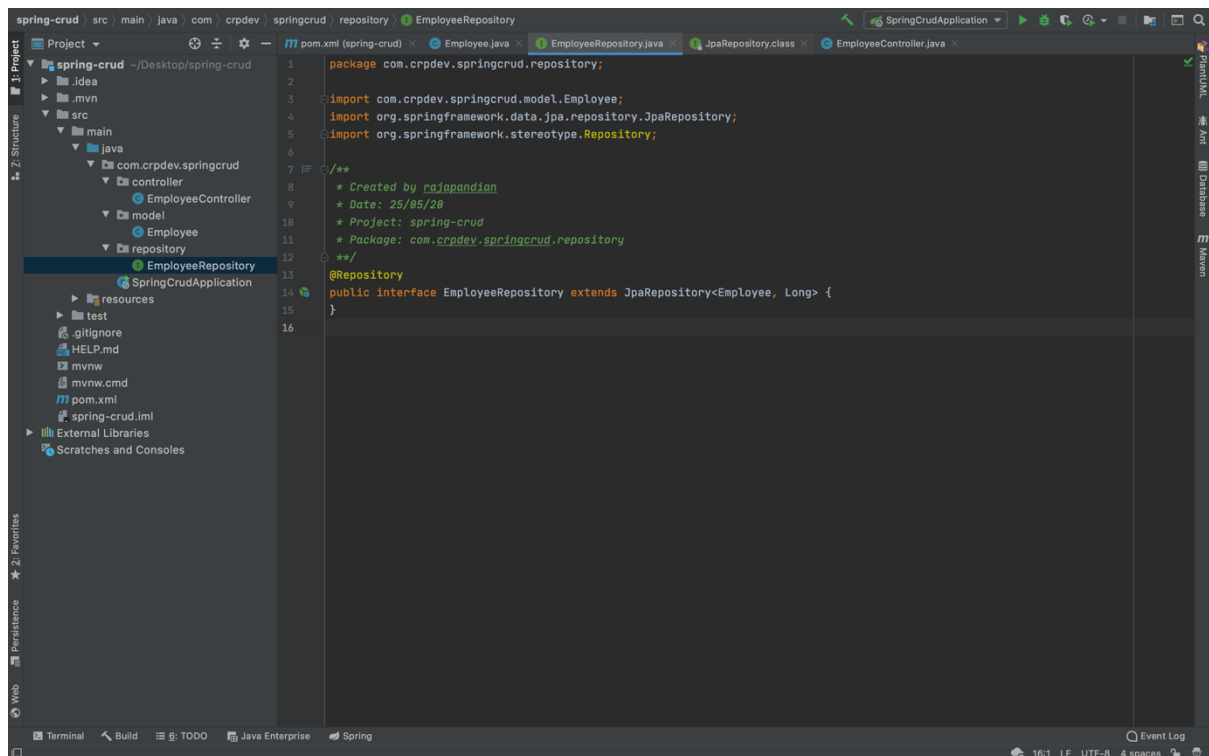 spring-crud src main java com crpdev springcrud repository EmployeeRepository
SpringCrudApplication
Project
pom.xml (spring-crud)
Employee.java
EmployeeRepository.java
JpaRepository.class
EmployeeController.java
1: Project
Z: Structure
2: Favorites
Persistence
Web
spring-crud ~/Desktop/spring-crud
.idea
.mvn
src
main
java
com.crpdev.springcrud
controller
EmployeeController
model
Employee
repository
EmployeeRepository
SpringCrudApplication
resources
test
.gitignore
HELP.md
mvnw
mvnw.cmd
pom.xml
spring-crud.iml
External Libraries
Scratches and Consoles
1 package com.crpdev.springcrud.repository;
2
3 import com.crpdev.springcrud.model.Employee;
4 import org.springframework.data.jpa.repository.JpaRepository;
5 import org.springframework.stereotype.Repository;
6
7 /**
8 * Created by rajapandian
9 * Date: 25/05/20
10 * Project: spring-crud
11 * Package: com.crpdev.springcrud.repository
12 **/
13 @Repository
14 public interface EmployeeRepository extends JpaRepository<Employee, Long> {
15 }
16
PlantUML
Ant
Database
Maven
Terminal
Build
6: TODO
Java Enterprise
Spring
Event Log
16:1 LF UTF-8 4 spaces